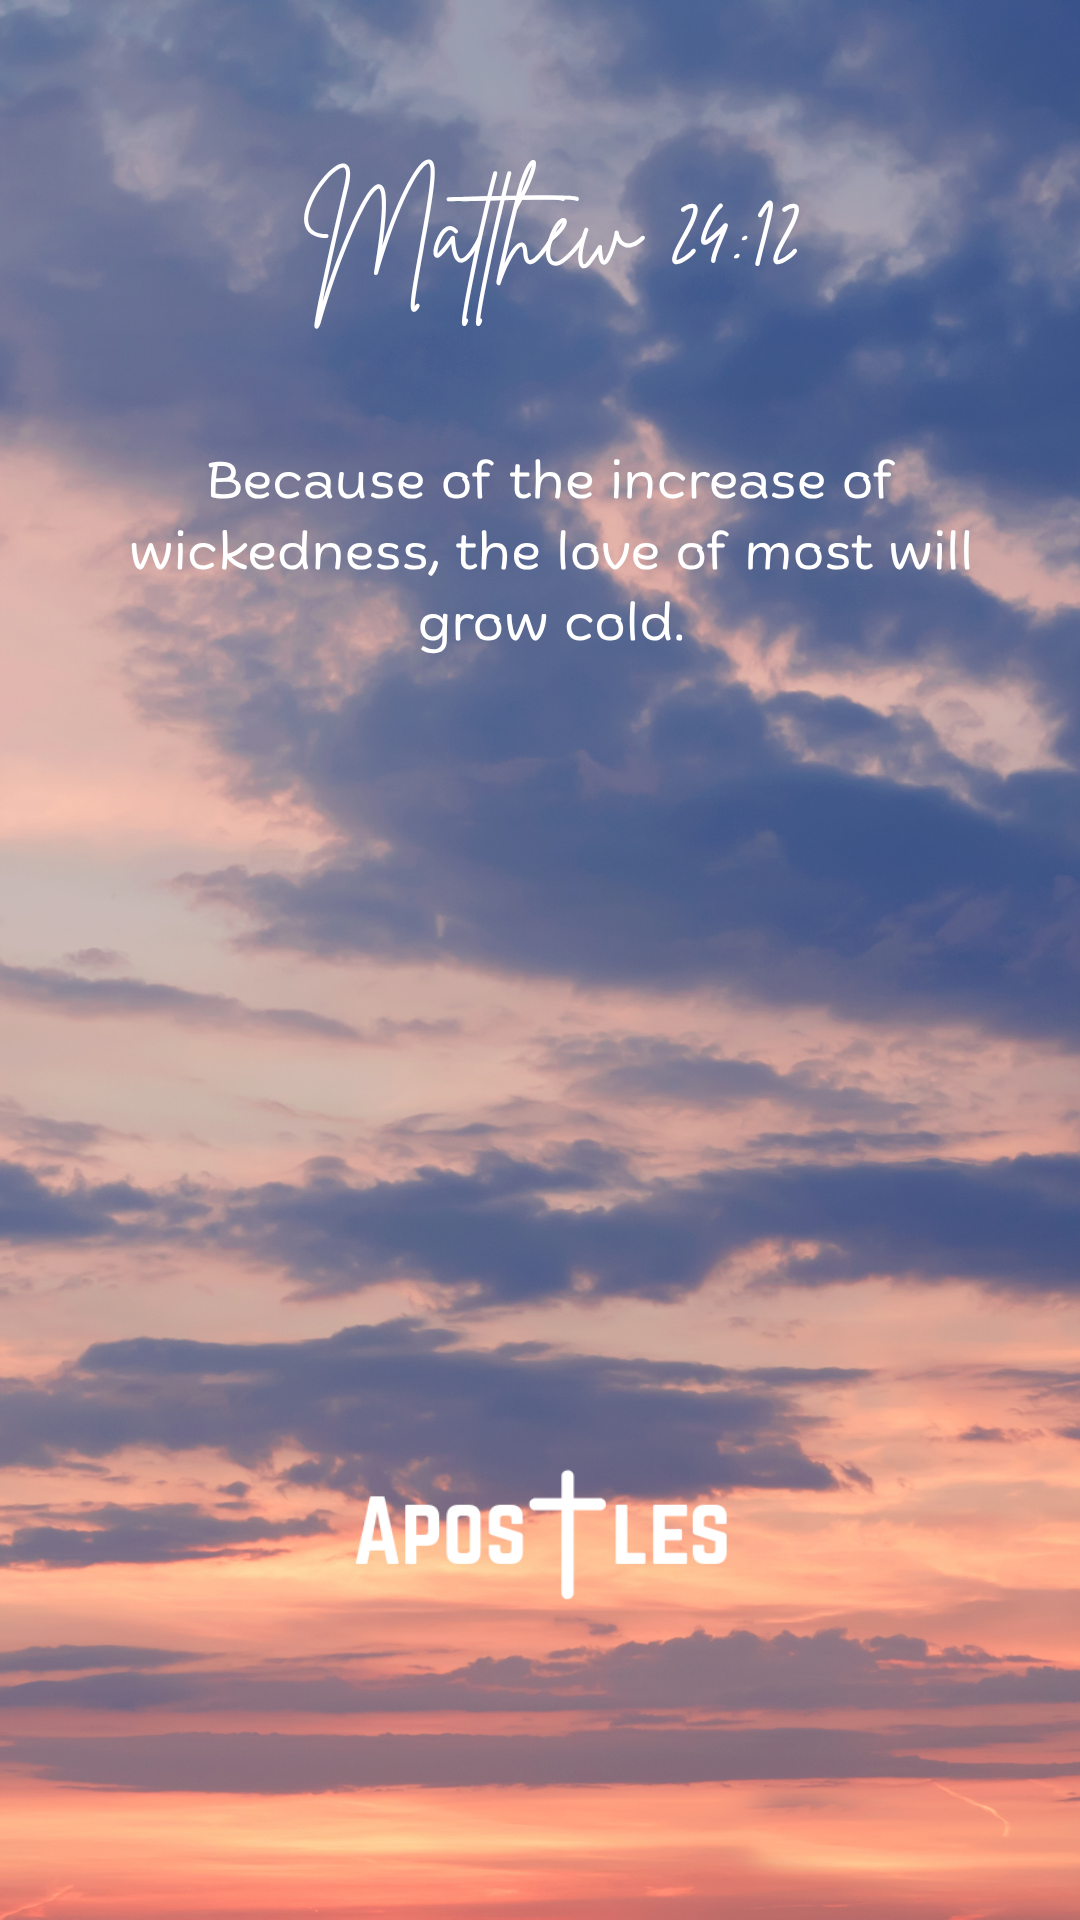 Matthew 24:12
Because of the increase of
wickedness, the love of most will
grow cold.
APOSTLES